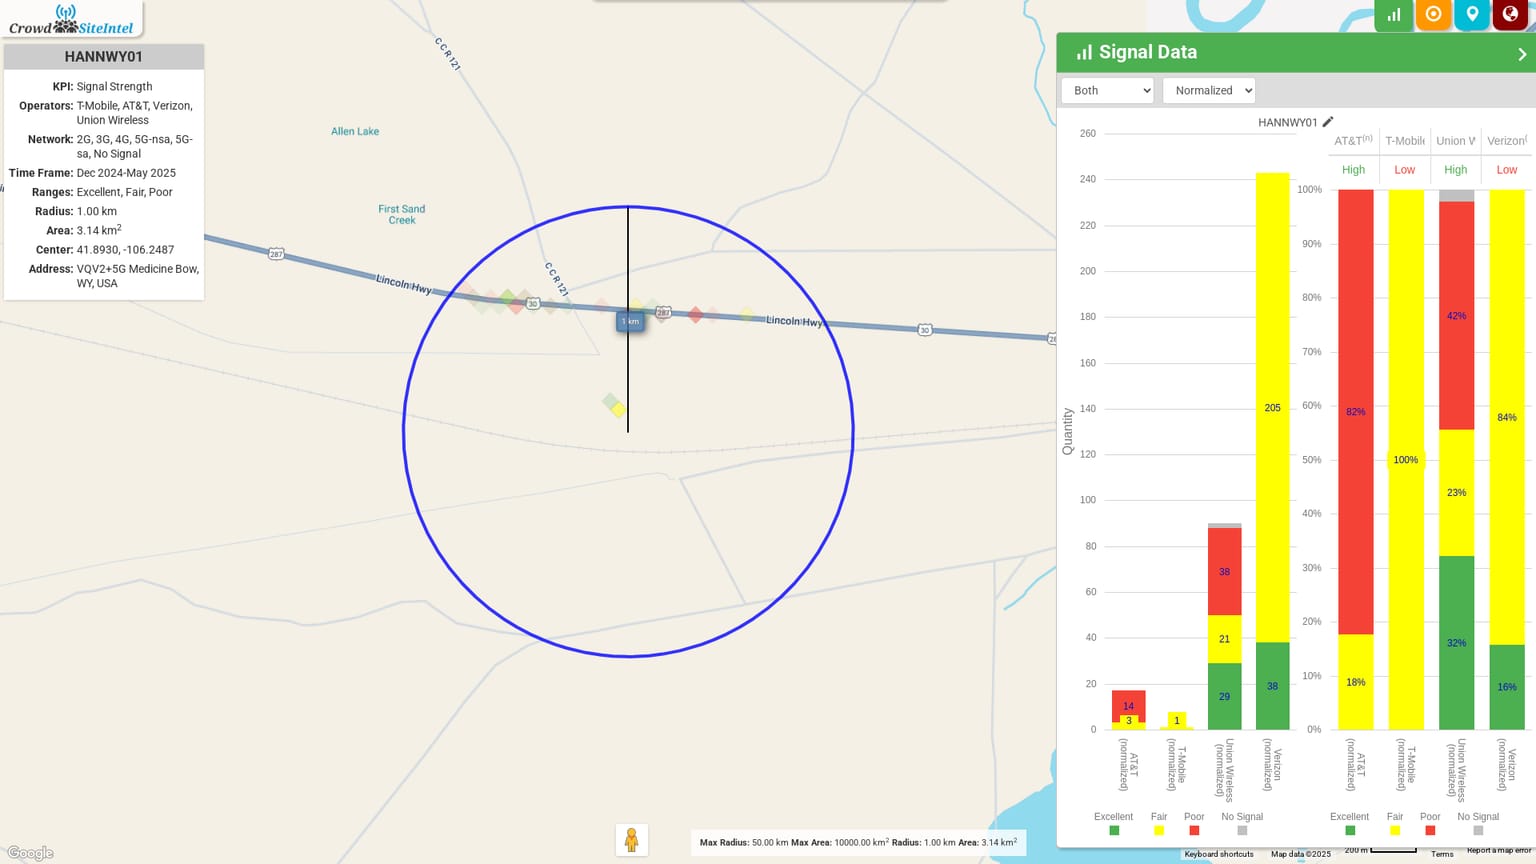 Crowd SiteIntel
HANNWY01
KPI: Signal Strength
Operators: T-Mobile, AT&T, Verizon,
Union Wireless
Network: 2G, 3G, 4G, 5G-nsa, 5G-
sa, No Signal
Time Frame: Dec 2024-May 2025
Ranges: Excellent, Fair, Poor
Radius: 1.00 km
Area: 3.14 km²
Center: 41.8930, -106.2487
Address: VQV2+5G Medicine Bow,
WY, USA
C C R 121
Allen Lake
First Sand
Creek
287
Lincoln Hwy
C C R 121
30
287
1 km
Lincoln Hwy
30
Google
Max Radius: 50.00 km Max Area: 10000.00 km² Radius: 1.00 km Area: 3.14 km²
Signal Data
Both
Normalized
HANNWY01
AT&T(n) T-Mobile Union W Verizon(
High Low High Low
260
240
220
200
180
160
140
120
100
80
60
40
20
0
Quantity
14
3
1
38
21
29
205
38
AT&T
(normalized)
T-Mobile
(normalized)
Union Wireless
(normalized)
Verizon
(normalized)
Excellent Fair Poor No Signal
100%
90%
80%
70%
60%
50%
40%
30%
20%
10%
0%
82%
18%
100%
42%
23%
32%
84%
16%
AT&T
(normalized)
T-Mobile
(normalized)
Union Wireless
(normalized)
Verizon
(normalized)
Excellent Fair Poor No Signal
Keyboard shortcuts Map data ©2025 200 m Terms Report a map error